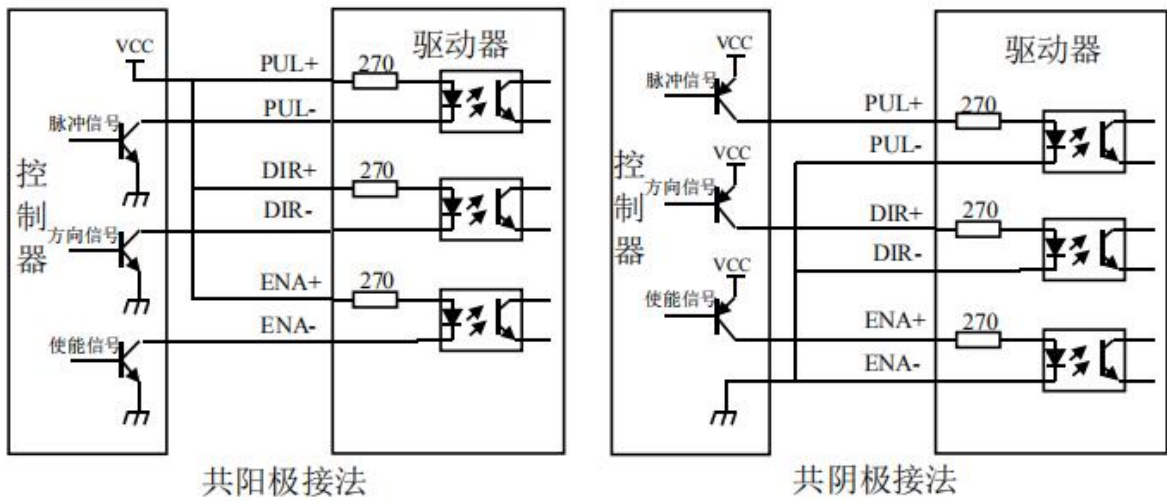 VCC
驱动器
PUL+
270
PUL-
脉冲信号
控制器
DIR+
270
DIR-
方向信号
ENA+
270
ENA-
使能信号
共阳极接法
VCC
驱动器
脉冲信号
PUL+
270
PUL-
VCC
控制器
方向信号
DIR+
270
DIR-
VCC
使能信号
ENA+
270
ENA-
共阴极接法